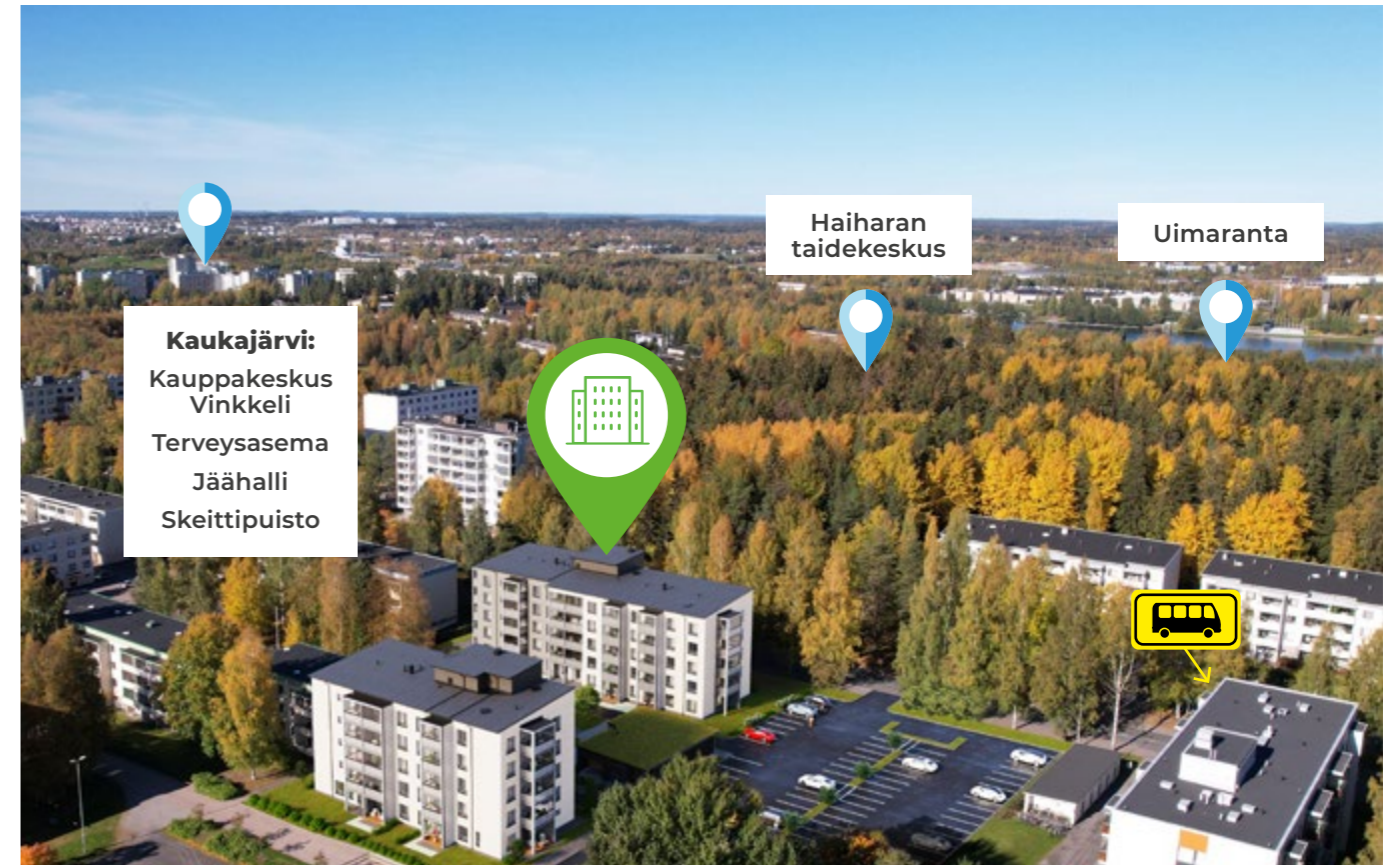 Haiharan
taidekeskus
Uimaranta
Kaukajärvi:
Kauppakeskus
Vinkkeli
Terveysasema
Jäähalli
Skeittipuisto